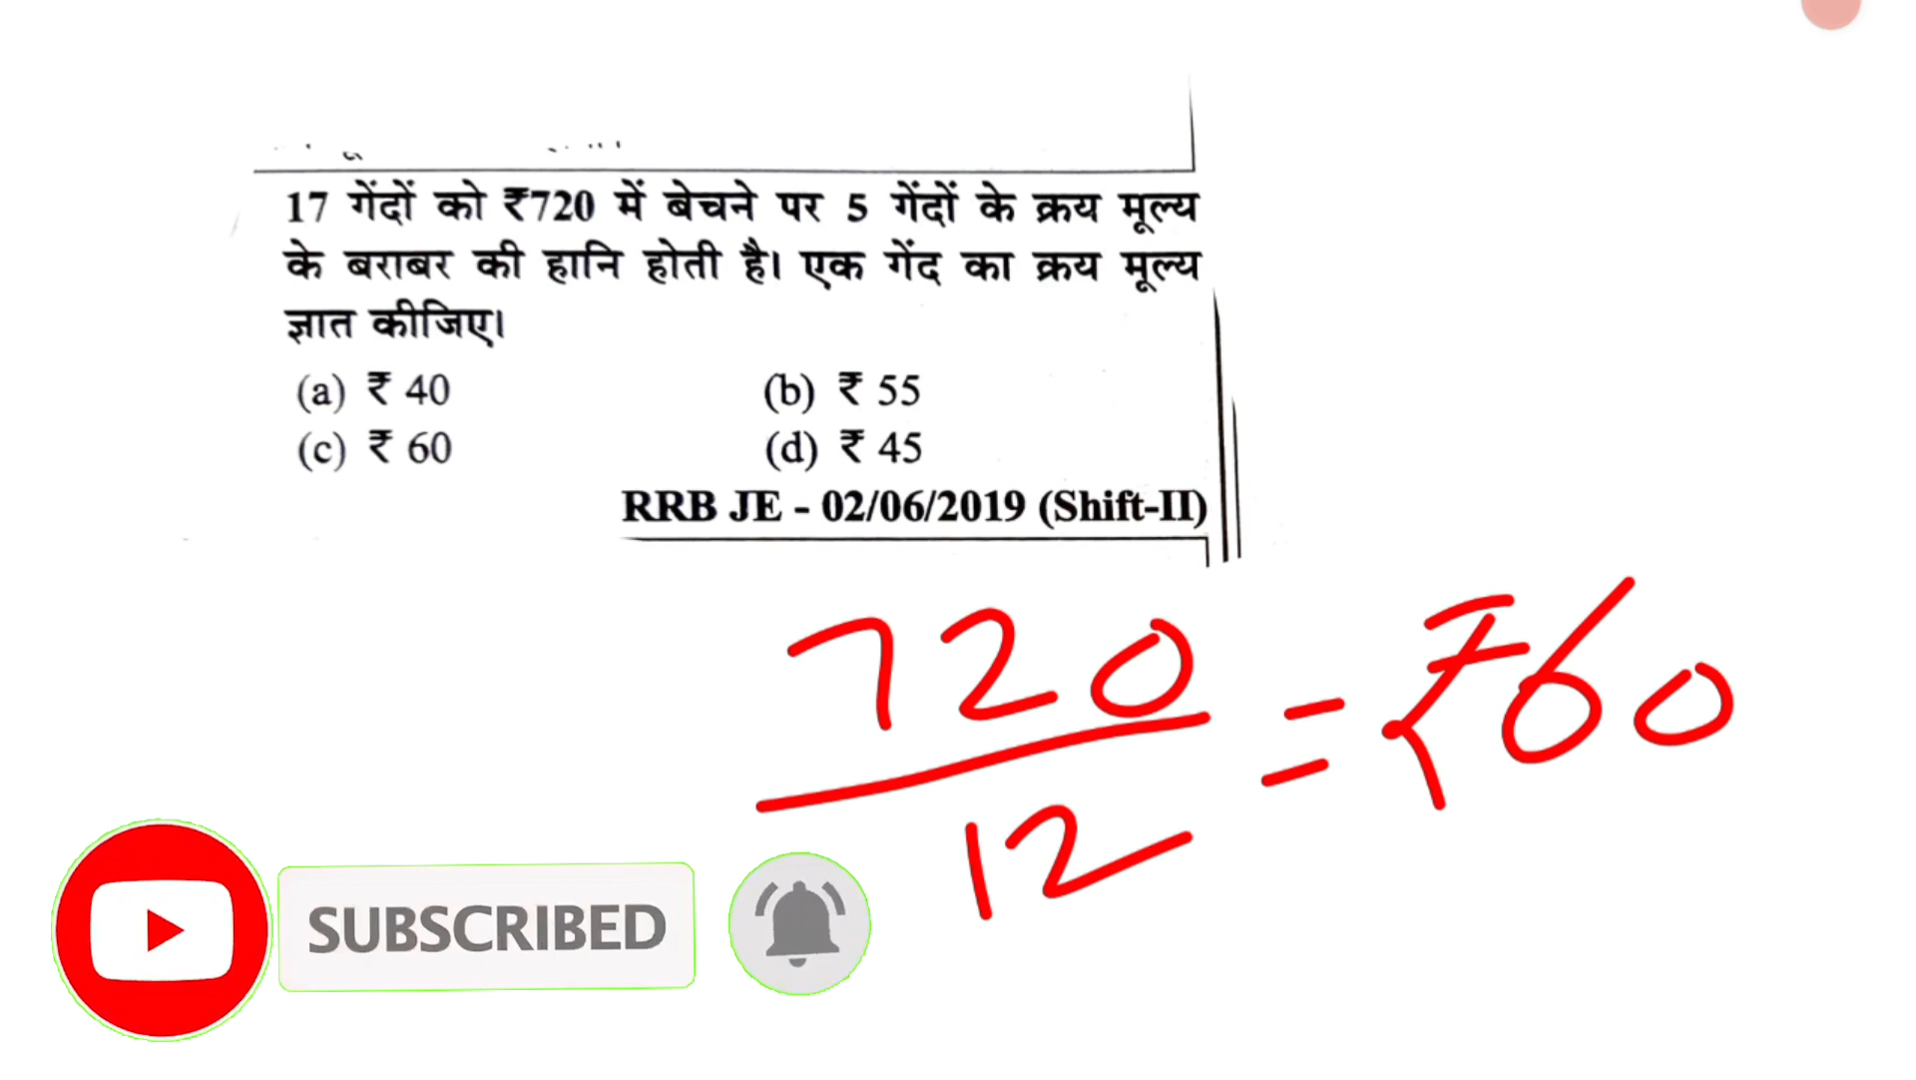 17 गेंदों को ₹720 में बेचने पर 5 गेंदों के क्रय मूल्य
के बराबर की हानि होती है। एक गेंद का क्रय मूल्य
ज्ञात कीजिए।
(a) ₹ 40 (b) ₹ 55
(c) ₹ 60 (d) ₹ 45
RRB JE - 02/06/2019 (Shift-II)
720
12
= ₹60
SUBSCRIBED